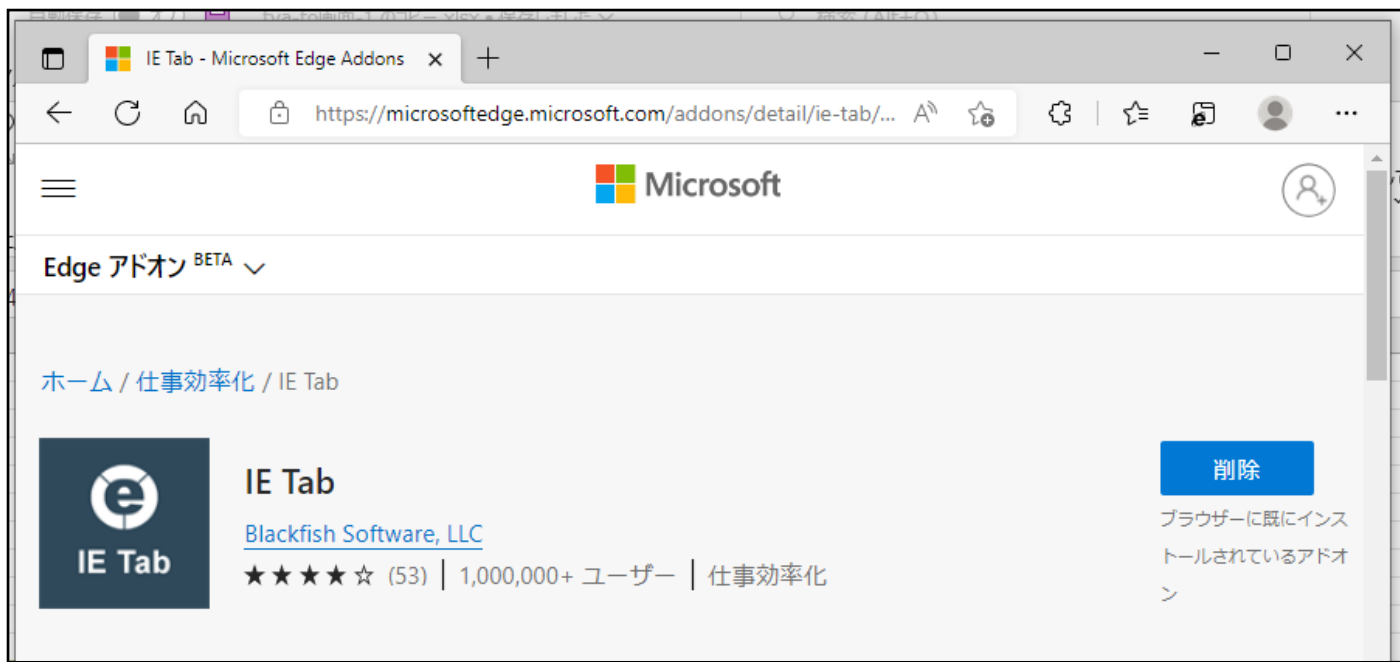 IE Tab - Microsoft Edge Addons
https://microsoftedge.microsoft.com/addons/detail/ie-tab/...
Microsoft
Edge アドオン BETA
ホーム / 仕事効率化 / IE Tab
IE Tab
IE Tab
Blackfish Software, LLC
★★★★☆ (53) | 1,000,000+ ユーザー | 仕事効率化
削除
ブラウザーに既にインス
トールされているアドオ
ン